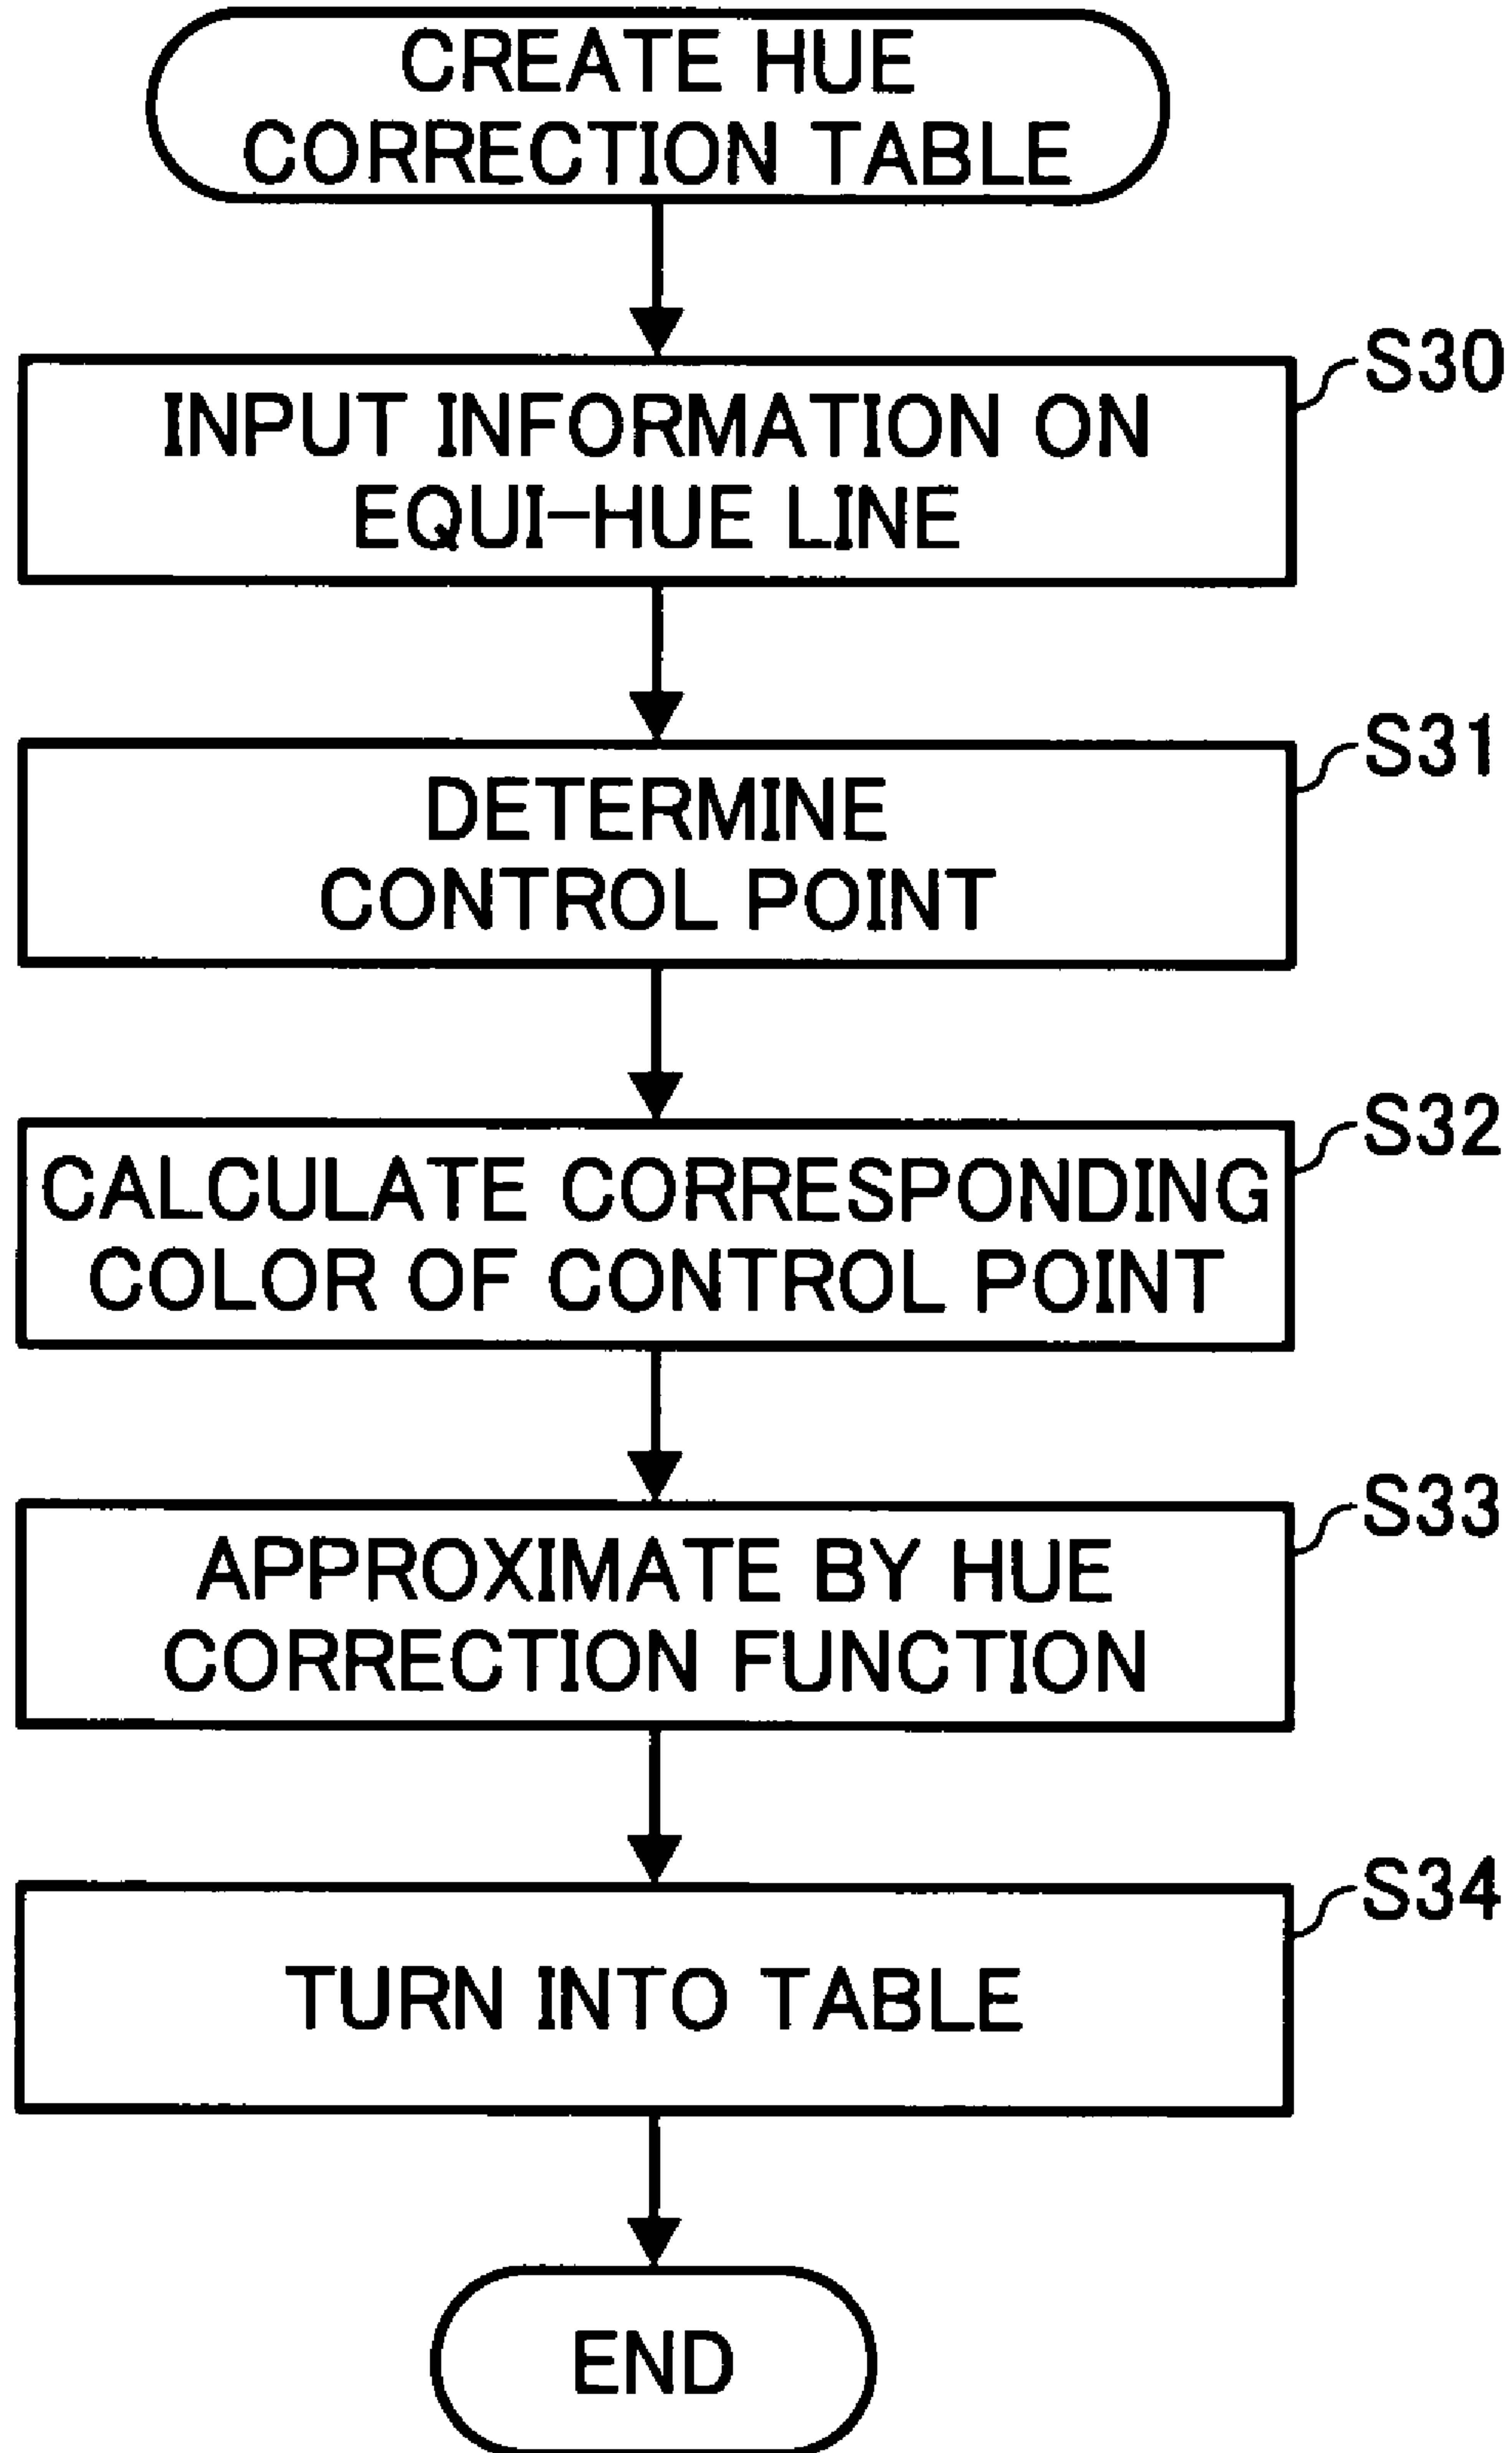 CREATE HUE
CORRECTION TABLE
S30
INPUT INFORMATION ON
EQUI-HUE LINE
S31
DETERMINE
CONTROL POINT
S32
CALCULATE CORRESPONDING
COLOR OF CONTROL POINT
S33
APPROXIMATE BY HUE
CORRECTION FUNCTION
S34
TURN INTO TABLE
END